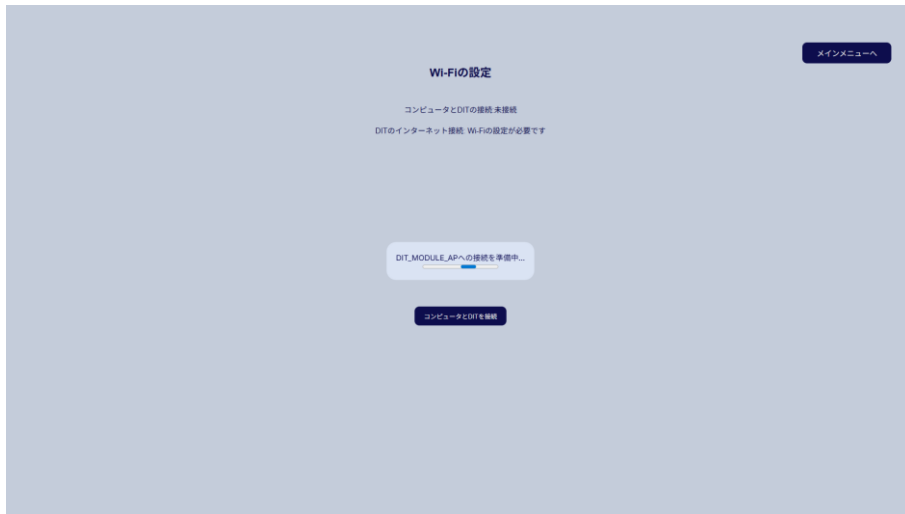 メインメニューへ
Wi-Fiの設定
コンピュータとDITの接続:未接続
DITのインターネット接続: Wi-Fiの設定が必要です
DIT_MODULE_APへの接続を準備中...
コンピュータとDITを接続